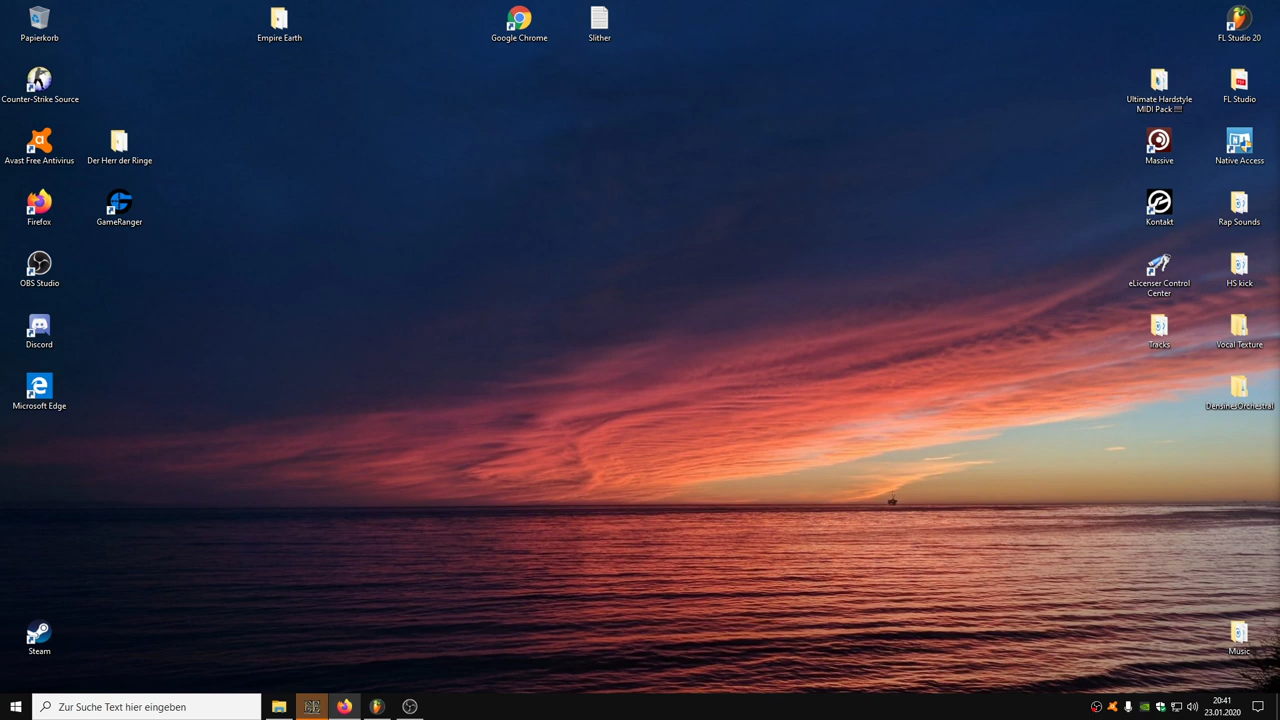 Papierkorb
Empire Earth
Google Chrome
Slither
FL Studio 20
Counter-Strike Source
Ultimate Hardstyle
MIDI Pack !!!!
FL Studio
Avast Free Antivirus
Der Herr der Ringe
Massive
Native Access
Firefox
GameRanger
Kontakt
Rap Sounds
OBS Studio
eLicenser Control
Center
HS kick
Discord
Tracks
Vocal Texture
Microsoft Edge
DensinesOrchestral
Steam
Music
Zur Suche Text hier eingeben
EE
20:41
23.01.2020